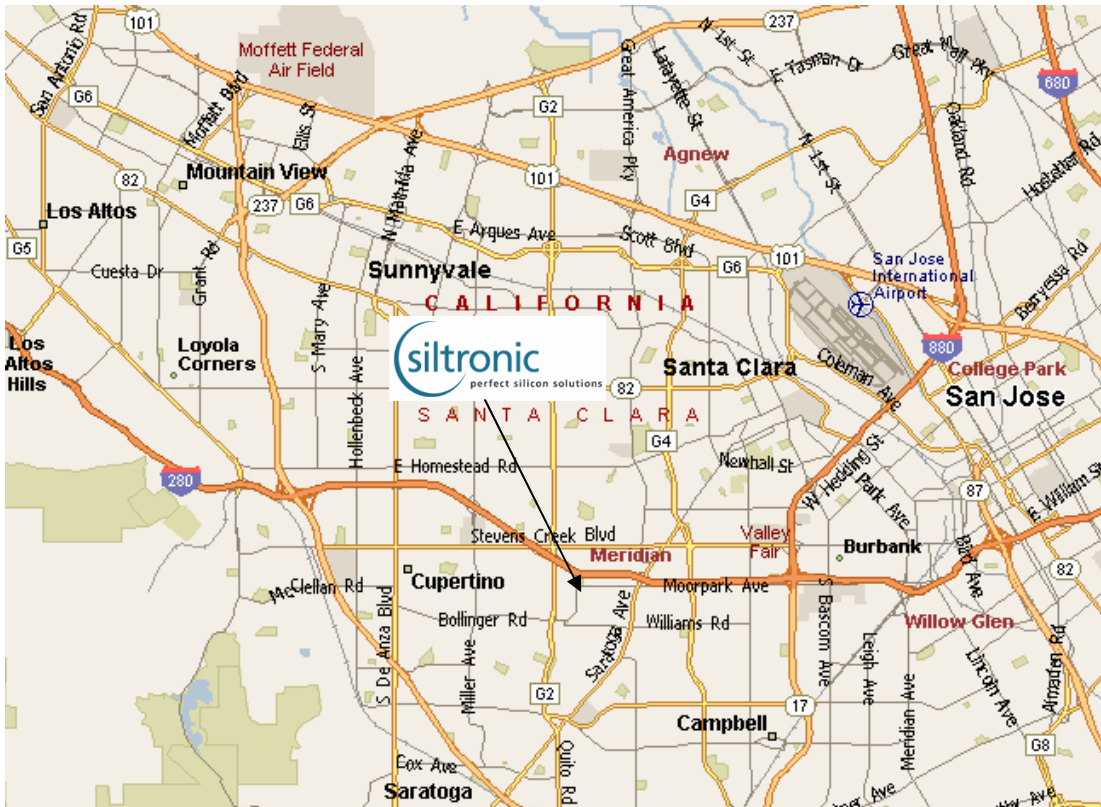 101
237
San Antonio Rd
G6
Moffett Blvd
Moffett Federal
Air Field
Ellis St
G2
Great America Pky
Lafayette St
N 1st St
E Tasman Dr
Great Mall Pky
680
Oakland Rd
Hostetter Rd
82
Mountain View
237
G6
N Mathilda Ave
101
Agnew
G4
N 1st St
Los Altos
G5
Cuesta Dr
Grant Rd
E Arques Ave
Scott Blvd
G6
101
San Jose
International
Airport
Berryessa Rd
Sunnyvale
CALIFORNIA
S Mary Ave
Los
Altos
Hills
Loyola
Corners
siltronic
perfect silicon solutions
82
Santa Clara
Coleman Ave
880
College Park
San Jose
Hollenbeck Ave
SANTA CLARA
G4
E Homestead Rd
Newhall St
W Hedding St
Park Ave
280
87
E William St
Stevens Creek Blvd
Meridian
Valley
Fair
Burbank
Bird Ave
82
McClellan Rd
Cupertino
Moorpark Ave
S De Anza Blvd
Bollinger Rd
Miller Ave
Saratoga Ave
Williams Rd
S Bascom Ave
Leigh Ave
Meridian Ave
Willow Glen
Lincoln Ave
Almaden Rd
G2
17
Campbell
G8
Quito Rd
Cox Ave
Saratoga